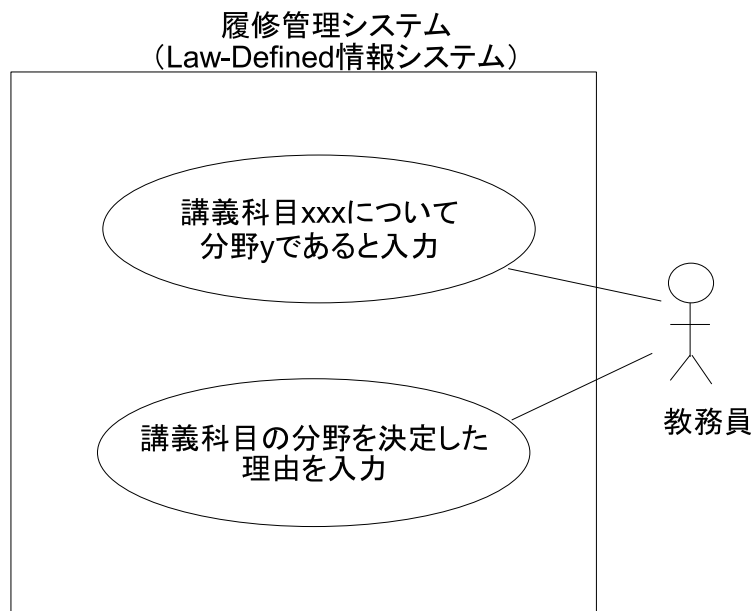 履修管理システム
（Law-Defined情報システム）
講義科目xxxについて
分野yであると入力
講義科目の分野を決定した
理由を入力
教務員